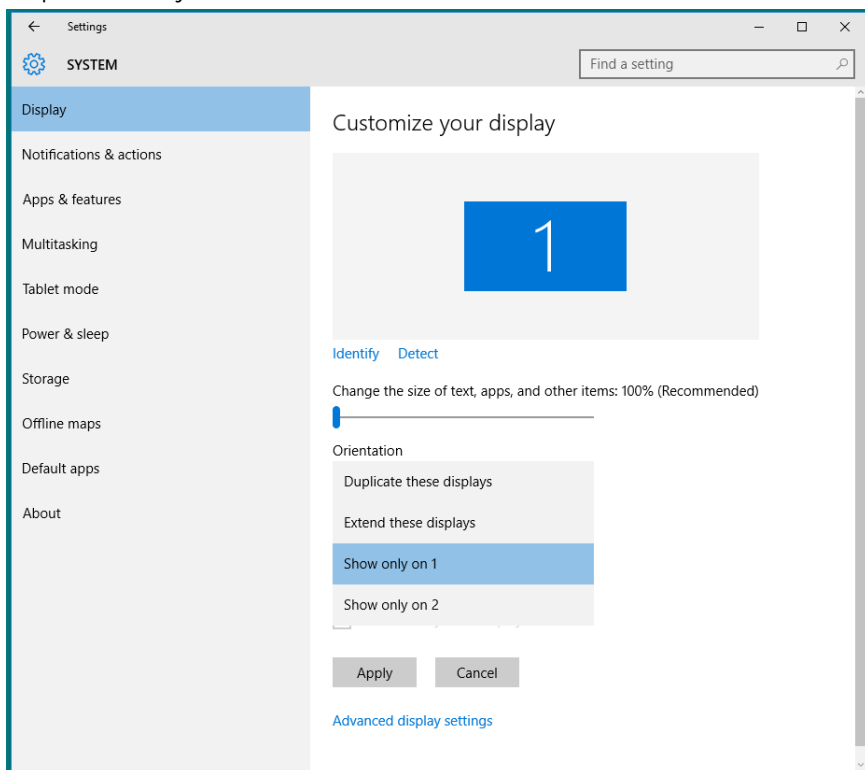 Settings
SYSTEM
Find a setting
Display
Notifications & actions
Apps & features
Multitasking
Tablet mode
Power & sleep
Storage
Offline maps
Default apps
About
Customize your display
1
Identify Detect
Change the size of text, apps, and other items: 100% (Recommended)
Orientation
Duplicate these displays
Extend these displays
Show only on 1
Show only on 2
Apply Cancel
Advanced display settings